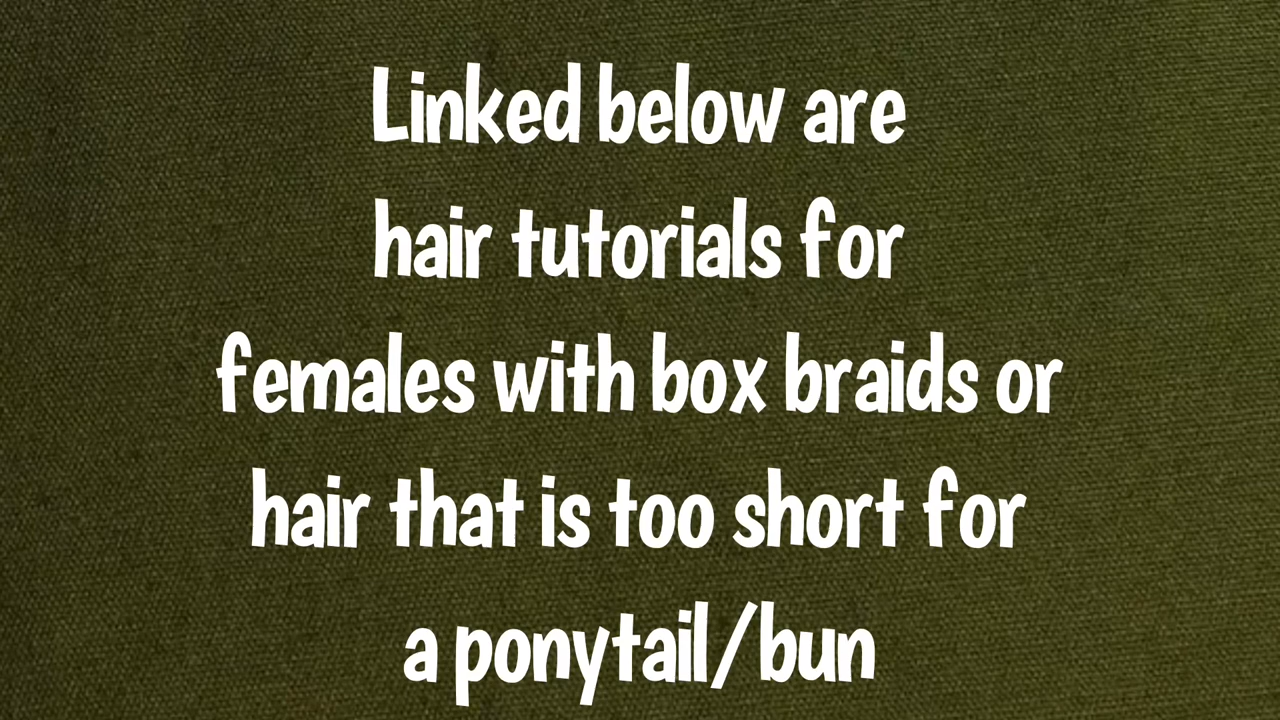 Linked below are
hair tutorials for
females with box braids or
hair that is too short for
a ponytail/bun